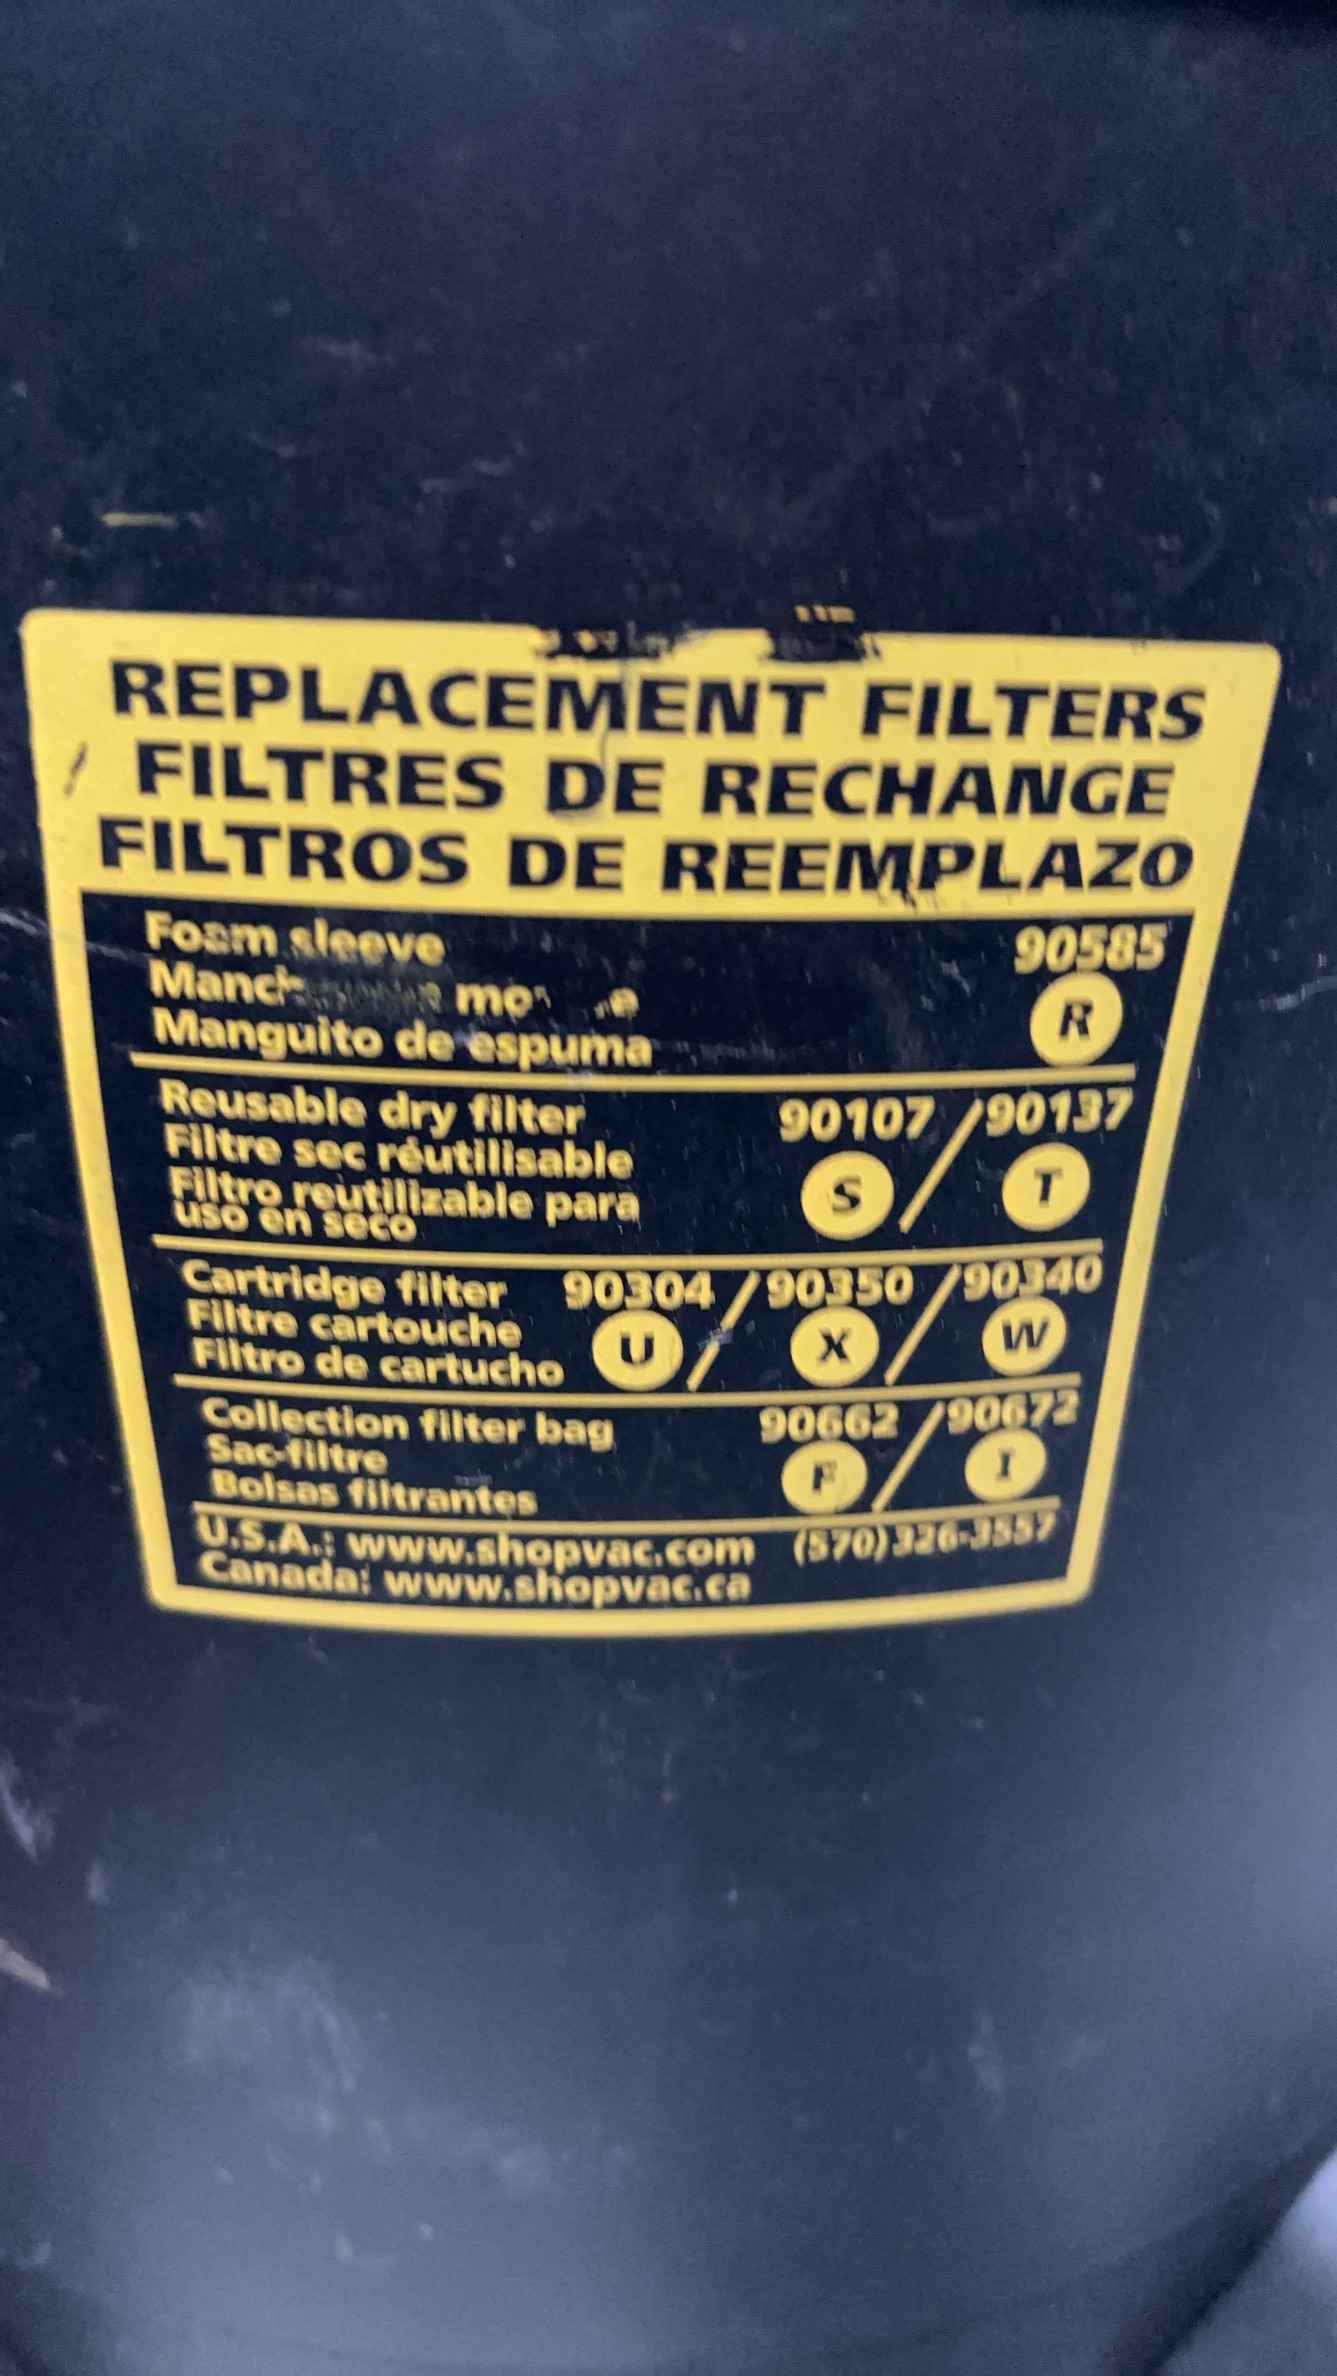 REPLACEMENT FILTERS
FILTRES DE RECHANGE
FILTROS DE REEMPLAZO
Foam sleeve 90585
R
Manguito de espuma
Reusable dry filter 90107 / 90137
Filtre sec réutilisable S T
Filtro reutilizable para
uso en seco
Cartridge filter 90304 / 90350 / 90340
Filtre cartouche U X W
Filtro de cartucho
Collection filter bag 90662 / 90672
Sac-filtre F I
Bolsas filtrantes
U.S.A.: www.shopvac.com (570) 326-3557
Canada: www.shopvac.ca